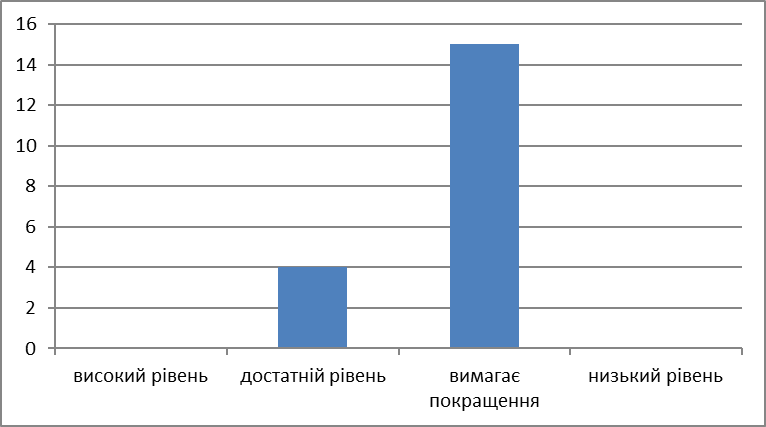 16
14
12
10
8
6
4
2
0
високий рівень
достатній рівень
вимагає
покращення
низький рівень